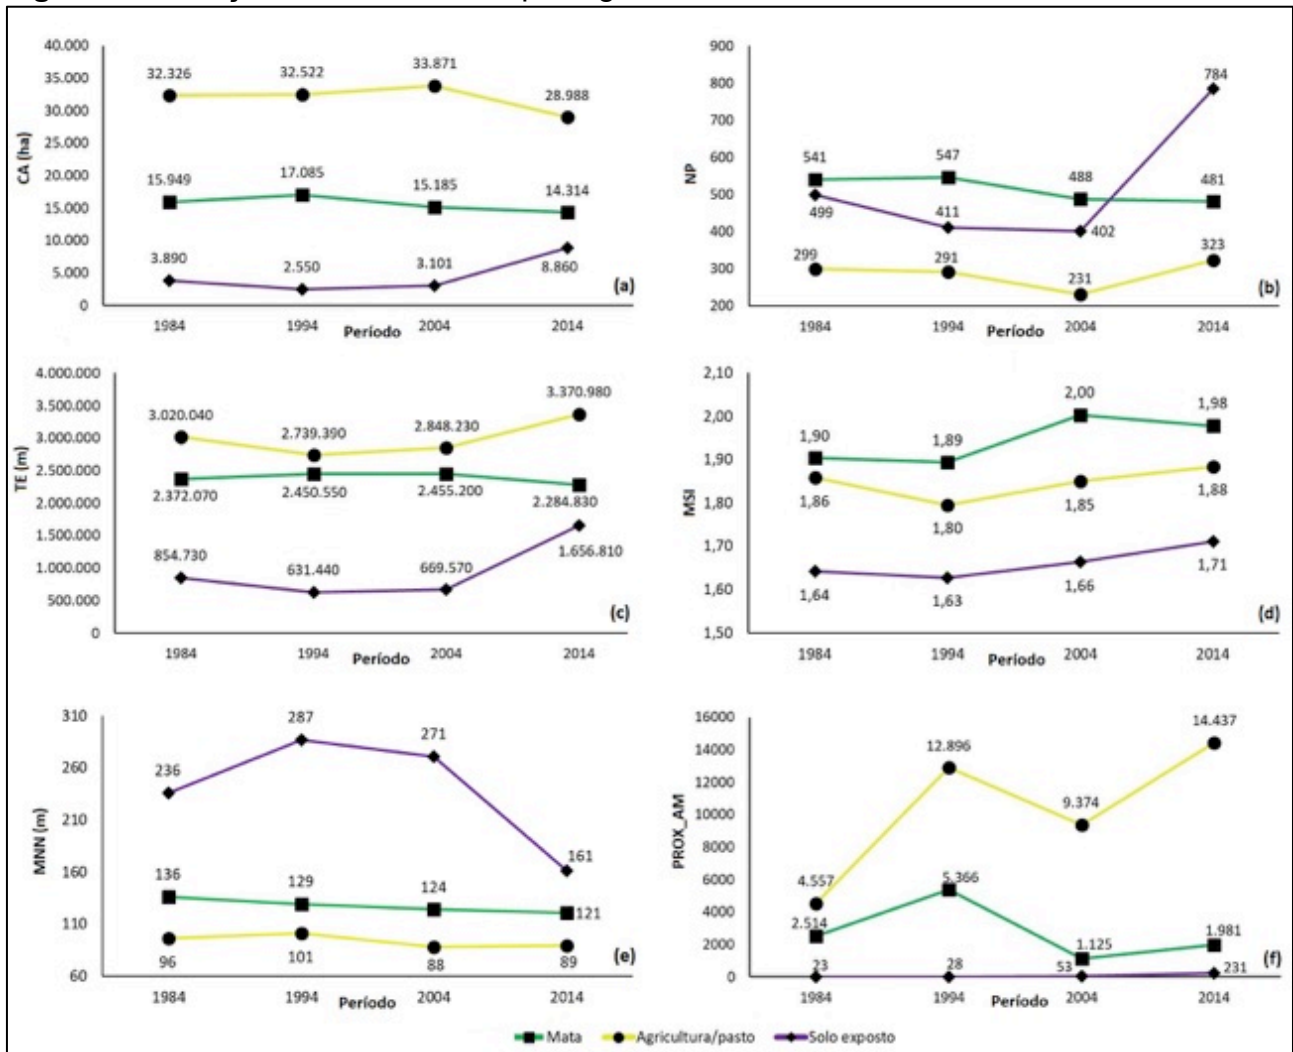 40.000
35.000
30.000
25.000
20.000
15.000
10.000
5.000
0
CA (ha)
32.326 32.522 33.871 28.988
15.949 17.085 15.185 14.314
3.890 2.550 3.101 8.860
(a)
1984 1994 2004 2014
Período
900
800
700
600
500
400
300
200
NP
541 547 488 481
499 411 402 784
299 291 231 323
(b)
1984 1994 2004 2014
Período
4.000.000
3.500.000
3.000.000
2.500.000
2.000.000
1.500.000
1.000.000
500.000
0
TE (m)
3.020.040 2.739.390 2.848.230 3.370.980
2.372.070 2.450.550 2.455.200 2.284.830
854.730 631.440 669.570 1.656.810
(c)
1984 1994 2004 2014
Período
2,10
2,00
1,90
1,80
1,70
1,60
1,50
MSI
1,90 1,89 2,00 1,98
1,86 1,80 1,85 1,88
1,64 1,63 1,66 1,71
(d)
1984 1994 2004 2014
Período
310
260
210
160
110
60
MNN (m)
236 287 271 161
136 129 124 121
96 101 88 89
(e)
1984 1994 2004 2014
Período
16000
14000
12000
10000
8000
6000
4000
2000
0
PROX_AM
4.557 12.896 9.374 14.437
2.514 5.366 1.125 1.981
23 28 53 231
(f)
1984 1994 2004 2014
Período
Mata Agricultura/pasto Solo exposto